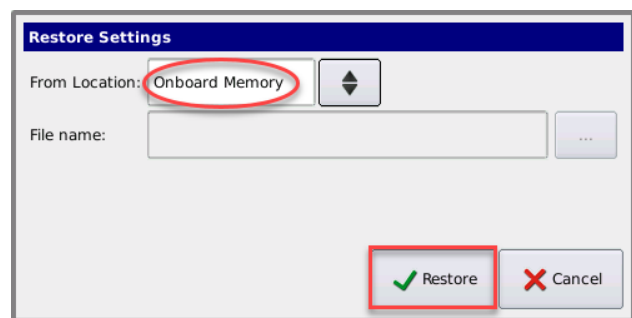 Restore Settings
From Location: Onboard Memory
File name: ...
Restore Cancel